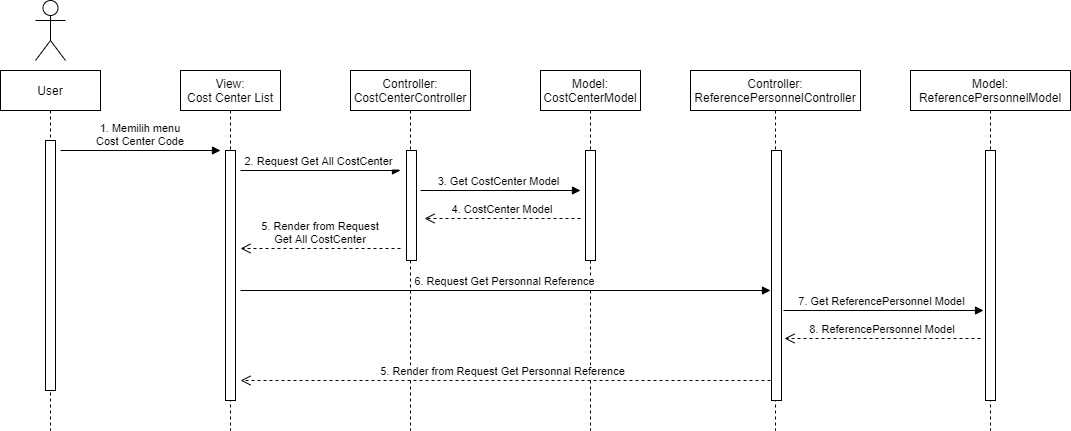 User
View:
Cost Center List
Controller:
CostCenterController
Model:
CostCenterModel
Controller:
ReferencePersonnelController
Model:
ReferencePersonnelModel
1. Memilih menu
Cost Center Code
2. Request Get All CostCenter
3. Get CostCenter Model
4. CostCenter Model
5. Render from Request
Get All CostCenter
6. Request Get Personnal Reference
7. Get ReferencePersonnel Model
8. ReferencePersonnel Model
5. Render from Request Get Personnal Reference